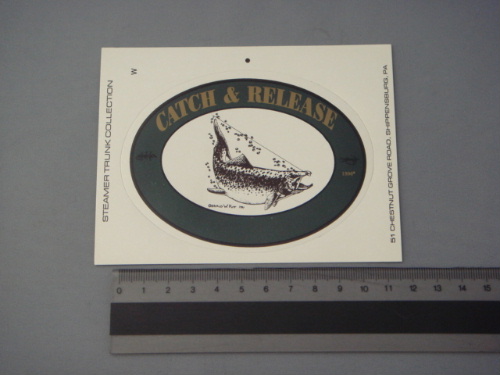 STEAMER TRUNK COLLECTION
W
CATCH & RELEASE
51 CHESTNUT GROVE ROAD, SHIPPENSBURG, PA
0 1 2 3 4 5 6 7 8 9 10 11 12 13 14 15